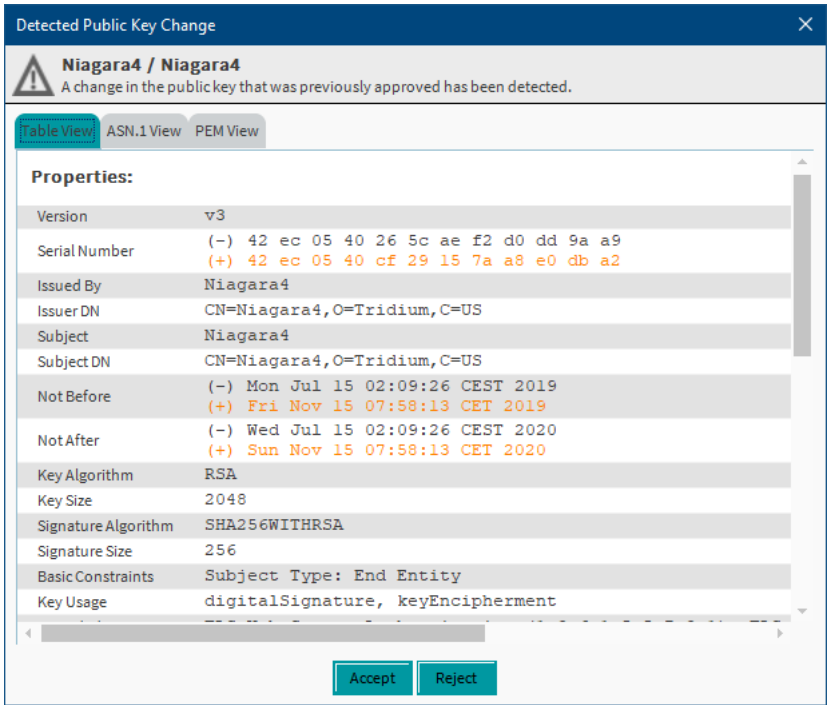 Detected Public Key Change
Niagara4 / Niagara4
A change in the public key that was previously approved has been detected.
Table View ASN.1 View PEM View
Properties:
Version v3
Serial Number (-) 42 ec 05 40 26 5c ae f2 d0 dd 9a a9
(+) 42 ec 05 40 cf 29 15 7a a8 e0 db a2
Issued By Niagara4
Issuer DN CN=Niagara4,O=Tridium,C=US
Subject Niagara4
Subject DN CN=Niagara4,O=Tridium,C=US
Not Before (-) Mon Jul 15 02:09:26 CEST 2019
(+) Fri Nov 15 07:58:13 CET 2019
Not After (-) Wed Jul 15 02:09:26 CEST 2020
(+) Sun Nov 15 07:58:13 CET 2020
Key Algorithm RSA
Key Size 2048
Signature Algorithm SHA256WITHRSA
Signature Size 256
Basic Constraints Subject Type: End Entity
Key Usage digitalSignature, keyEncipherment
Accept Reject